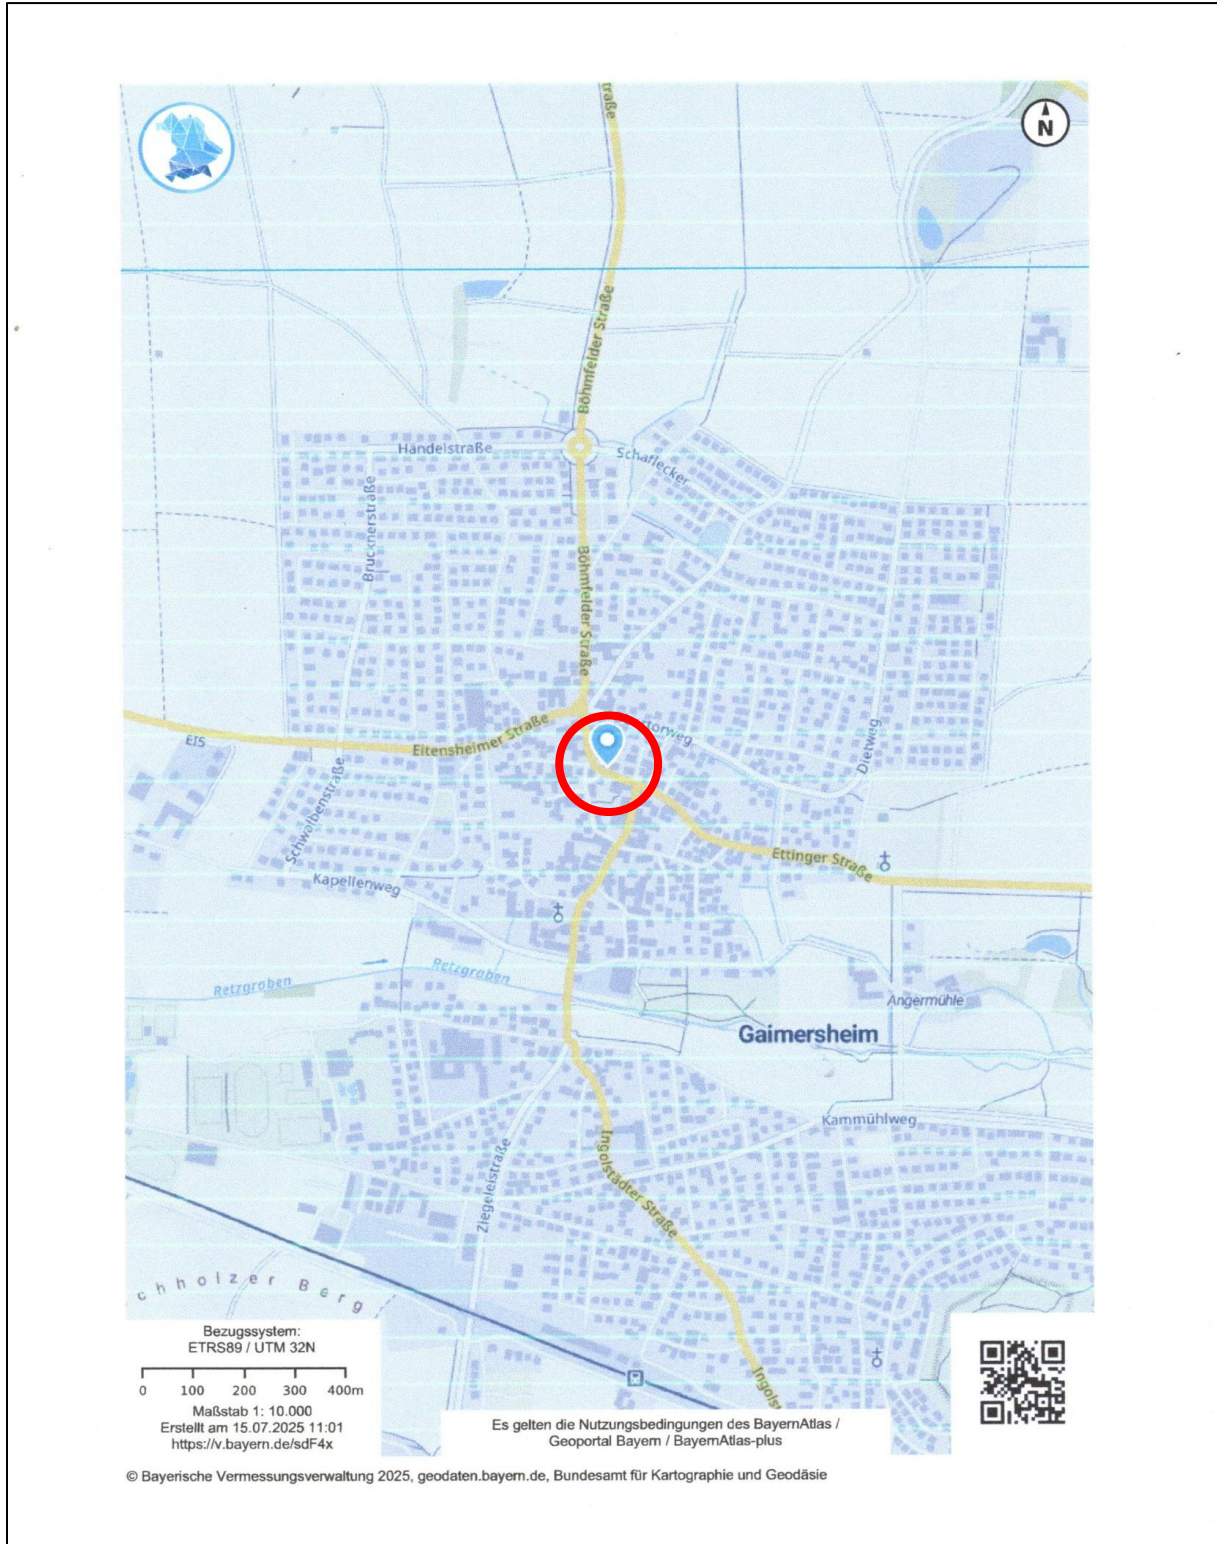 N
Böhmfelder Straße
Händelstraße
Schaflecker
Brucknerstraße
Böhmfelder Straße
EI5
Eitensheimer Straße
Dietweg
Schwalbenstraße
Ettinger Straße
Kapellenweg
Retzgraben
Retzgraben
Angermühle
Gaimersheim
Kammühlweg
Ziegeleistraße
Ingolstädter Straße
chholzer Berg
Bezugssystem:
ETRS89 / UTM 32N
0 100 200 300 400m
Maßstab 1: 10.000
Erstellt am 15.07.2025 11:01
https://v.bayern.de/sdF4x
Es gelten die Nutzungsbedingungen des BayernAtlas /
Geoportal Bayern / BayernAtlas-plus
© Bayerische Vermessungsverwaltung 2025, geodaten.bayern.de, Bundesamt für Kartographie und Geodäsie